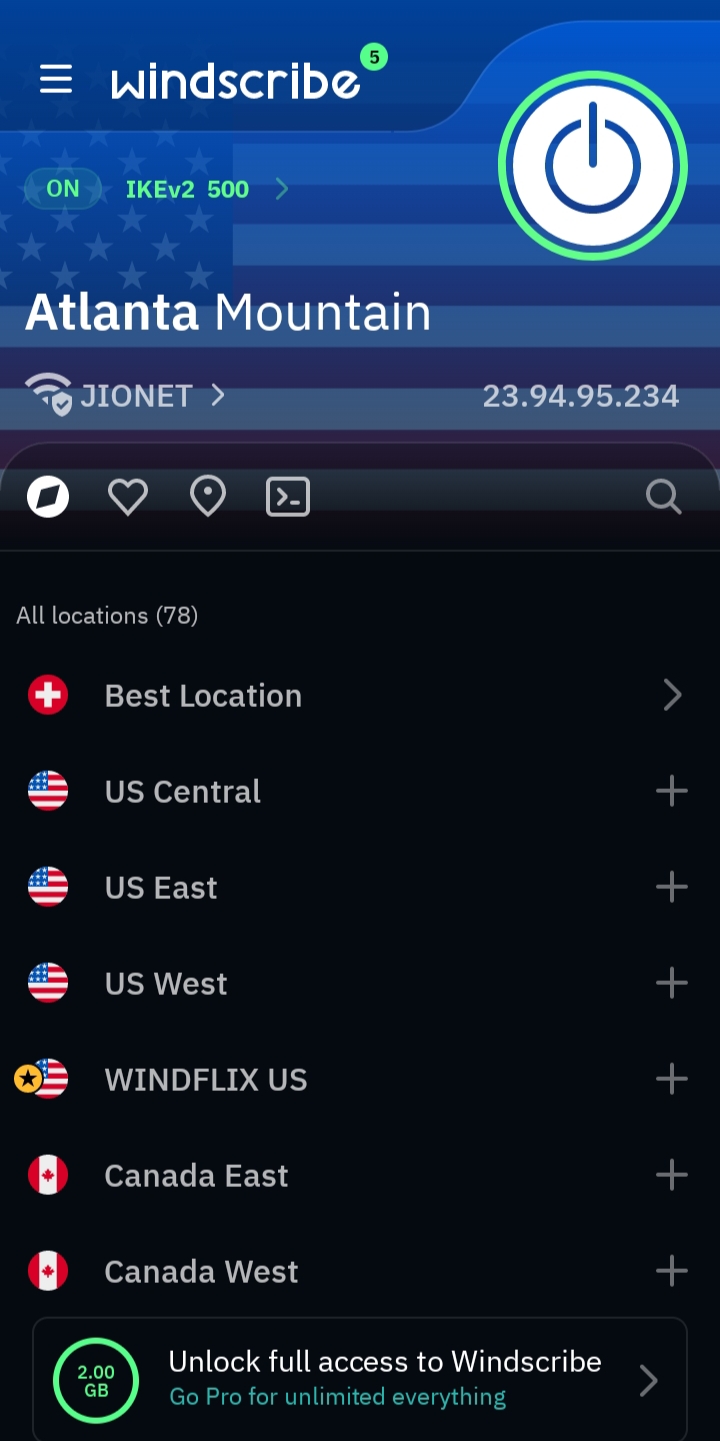 windscribe 5
ON IKEv2 500
Atlanta Mountain
JIONET 23.94.95.234
All locations (78)
Best Location
US Central
US East
US West
WINDFLIX US
Canada East
Canada West
2.00
GB
Unlock full access to Windscribe
Go Pro for unlimited everything